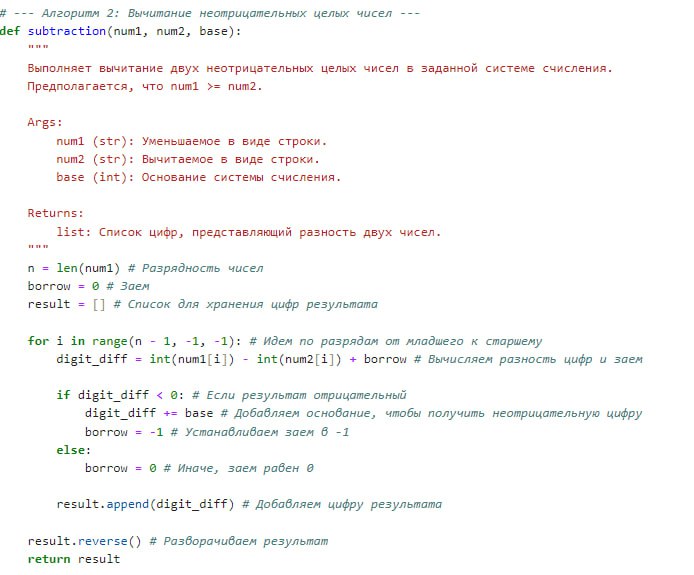 # --- Алгоритм 2: Вычитание неотрицательных целых чисел ---
def subtraction(num1, num2, base):
    """
    Выполняет вычитание двух неотрицательных целых чисел в заданной системе счисления.
    Предполагается, что num1 >= num2.

    Args:
        num1 (str): Уменьшаемое в виде строки.
        num2 (str): Вычитаемое в виде строки.
        base (int): Основание системы счисления.

    Returns:
        list: Список цифр, представляющий разность двух чисел.
    """
    n = len(num1) # Разрядность чисел
    borrow = 0 # Заем
    result = [] # Список для хранения цифр результата

    for i in range(n - 1, -1, -1): # Идем по разрядам от младшего к старшему
        digit_diff = int(num1[i]) - int(num2[i]) + borrow # Вычисляем разность цифр и заем

        if digit_diff < 0: # Если результат отрицательный
            digit_diff += base # Добавляем основание, чтобы получить неотрицательную цифру
            borrow = -1 # Устанавливаем заем в -1
        else:
            borrow = 0 # Иначе, заем равен 0

        result.append(digit_diff) # Добавляем цифру результата

    result.reverse() # Разворачиваем результат
    return result